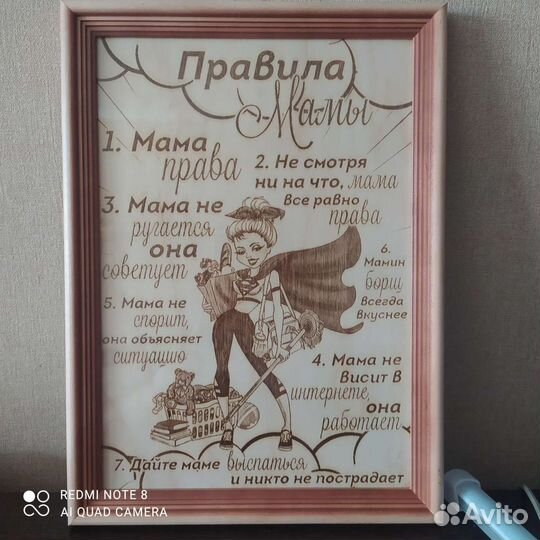 Правила
Мамы
1. Мама
права
2. Не смотря
ни на что, мама
все равно
права
3. Мама не
ругается
она
советует
6.
Мамин
борщ
Всегда
Вкуснее
5. Мама не
спорит,
она объясняет
ситуацию
4. Мама не
Висит В
интернете,
она
работает
7. Дайте маме выспаться
и никто не пострадает
REDMI NOTE 8
AI QUAD CAMERA
Avito